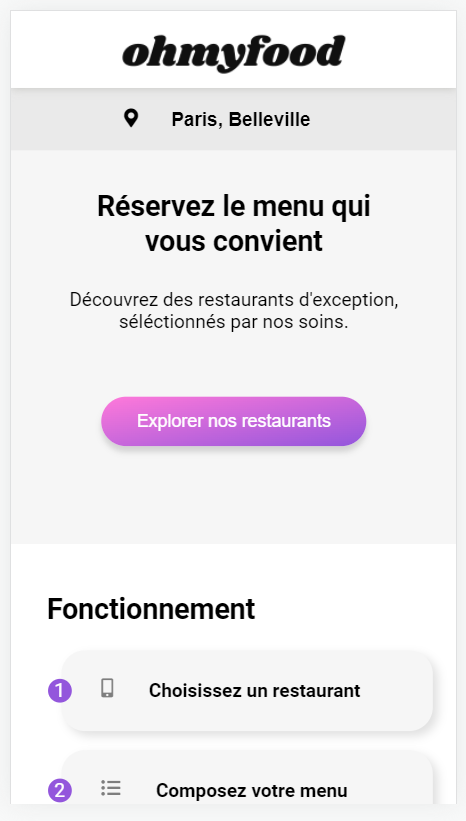 ohmyfood
Paris, Belleville
Réservez le menu qui
vous convient
Découvrez des restaurants d'exception,
séléctionnés par nos soins.
Explorer nos restaurants
Fonctionnement
1 Choisissez un restaurant
2 Composez votre menu